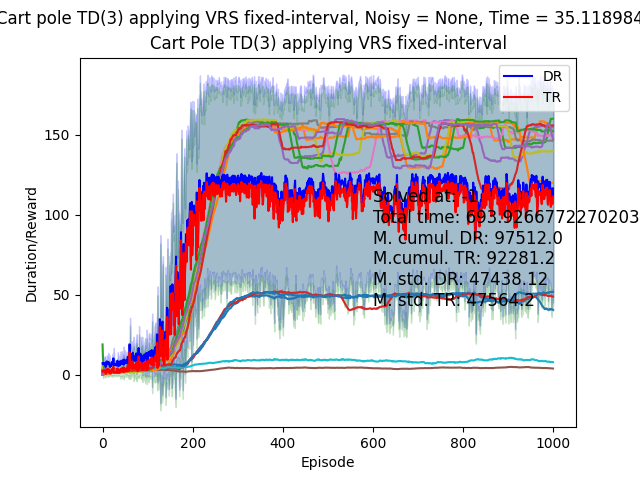 Cart pole TD(3) applying VRS fixed-interval, Noisy = None, Time = 35.118984
Cart Pole TD(3) applying VRS fixed-interval
DR
TR
Duration/Reward
150
100
50
0
Solved at: -1
Total time: 693.9266772270203
M. cumul. DR: 97512.0
M.cumul. TR: 92281.2
M. std. DR: 47438.12
M. std. TR: 47564.2
0 200 400 600 800 1000
Episode